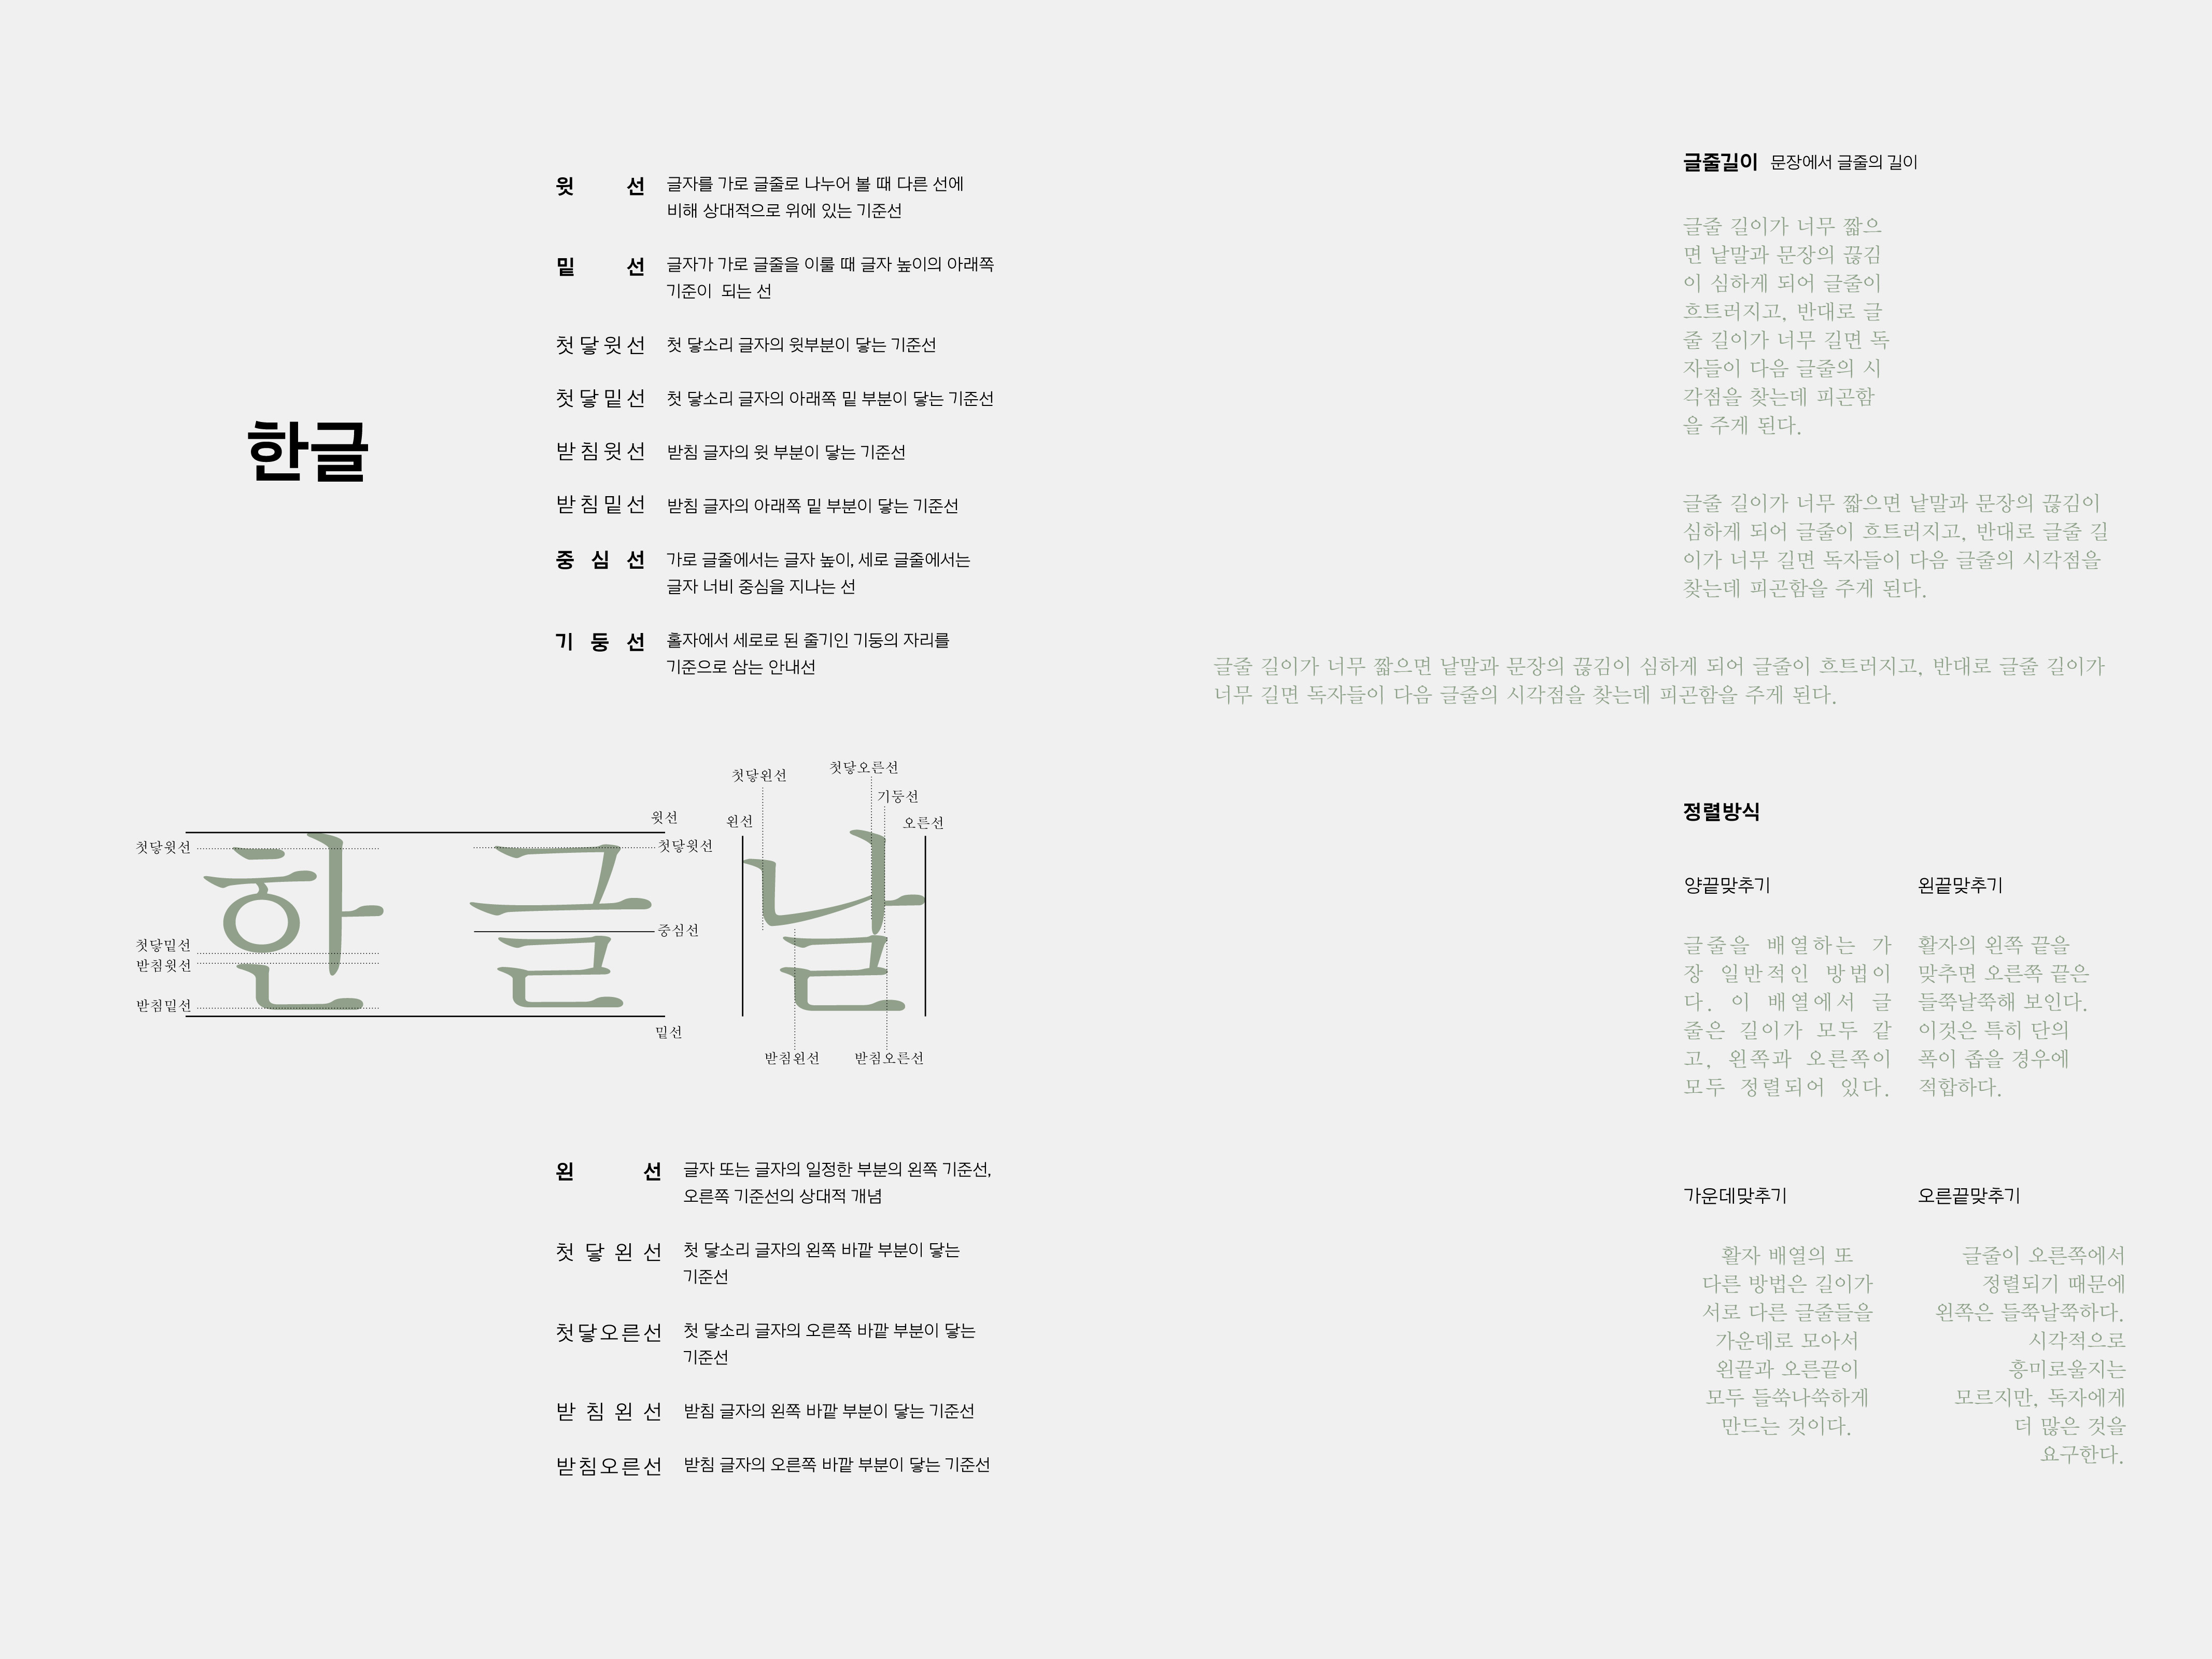 한글
윗선 글자를 가로 글줄로 나누어 볼 때 다른 선에
비해 상대적으로 위에 있는 기준선
밑선 글자가 가로 글줄을 이룰 때 글자 높이의 아래쪽
기준이 되는 선
첫닿윗선 첫 닿소리 글자의 윗부분이 닿는 기준선
첫닿밑선 첫 닿소리 글자의 아래쪽 밑 부분이 닿는 기준선
받침윗선 받침 글자의 윗 부분이 닿는 기준선
받침밑선 받침 글자의 아래쪽 밑 부분이 닿는 기준선
중심선 가로 글줄에서는 글자 높이, 세로 글줄에서는
글자 너비 중심을 지나는 선
기둥선 홀자에서 세로로 된 줄기인 기둥의 자리를
기준으로 삼는 안내선
한글날
첫닿윗선
첫닿밑선
받침윗선
받침밑선
윗선
첫닿윗선
중심선
밑선
첫닿왼선
첫닿오른선
기둥선
왼선
오른선
받침왼선
받침오른선
왼선 글자 또는 글자의 일정한 부분의 왼쪽 기준선,
오른쪽 기준선의 상대적 개념
첫닿왼선 첫 닿소리 글자의 왼쪽 바깥 부분이 닿는
기준선
첫닿오른선 첫 닿소리 글자의 오른쪽 바깥 부분이 닿는
기준선
받침왼선 받침 글자의 왼쪽 바깥 부분이 닿는 기준선
받침오른선 받침 글자의 오른쪽 바깥 부분이 닿는 기준선
글줄길이 문장에서 글줄의 길이
글줄 길이가 너무 짧으
면 낱말과 문장의 끊김
이 심하게 되어 글줄이
흐트러지고, 반대로 글
줄 길이가 너무 길면 독
자들이 다음 글줄의 시
각점을 찾는데 피곤함
을 주게 된다.
글줄 길이가 너무 짧으면 낱말과 문장의 끊김이
심하게 되어 글줄이 흐트러지고, 반대로 글줄 길
이가 너무 길면 독자들이 다음 글줄의 시각점을
찾는데 피곤함을 주게 된다.
글줄 길이가 너무 짧으면 낱말과 문장의 끊김이 심하게 되어 글줄이 흐트러지고, 반대로 글줄 길이가
너무 길면 독자들이 다음 글줄의 시각점을 찾는데 피곤함을 주게 된다.
정렬방식
양끝맞추기
글줄을 배열하는 가
장 일반적인 방법이
다. 이 배열에서 글
줄은 길이가 모두 같
고, 왼쪽과 오른쪽이
모두 정렬되어 있다.
왼끝맞추기
활자의 왼쪽 끝을
맞추면 오른쪽 끝은
들쭉날쭉해 보인다.
이것은 특히 단의
폭이 좁을 경우에
적합하다.
가운데맞추기
활자 배열의 또
다른 방법은 길이가
서로 다른 글줄들을
가운데로 모아서
왼끝과 오른끝이
모두 들쑥나쑥하게
만드는 것이다.
오른끝맞추기
글줄이 오른쪽에서
정렬되기 때문에
왼쪽은 들쭉날쭉하다.
시각적으로
흥미로울지는
모르지만, 독자에게
더 많은 것을
요구한다.